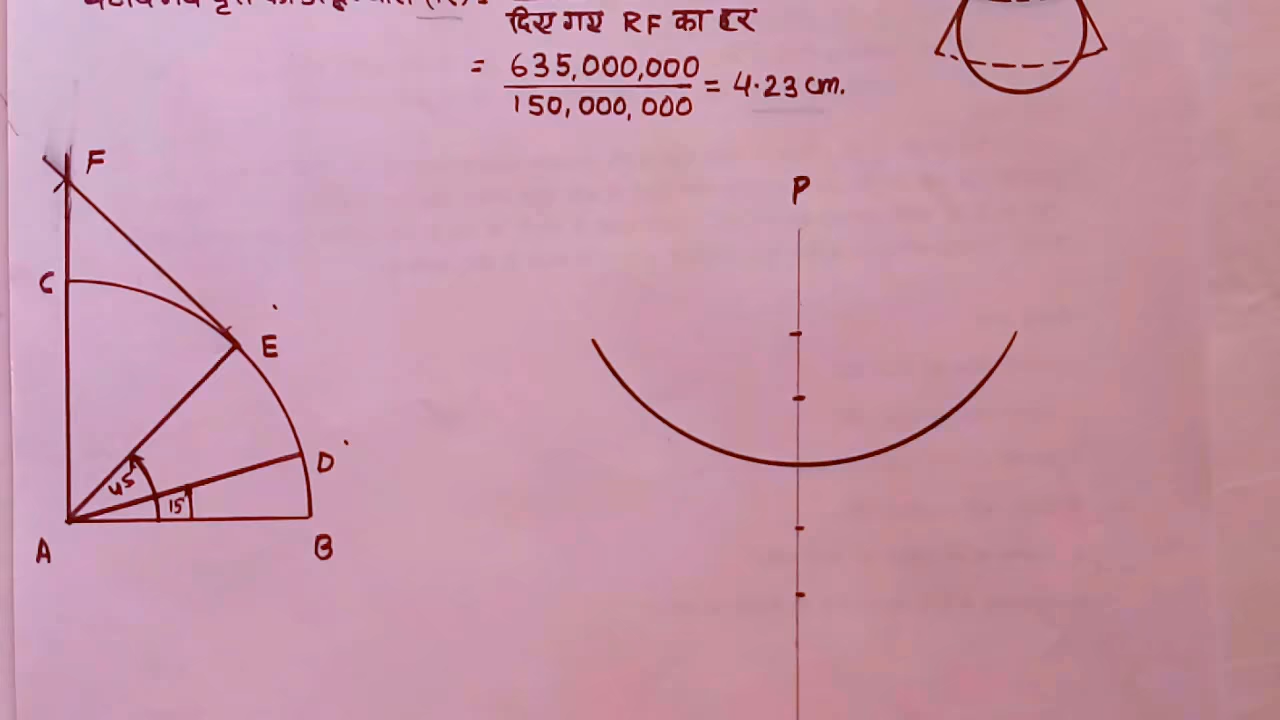 दिए गए RF का हर
= 635,000,000
150,000,000 = 4.23 cm.
F
P
C
E
D
45
15
A
B